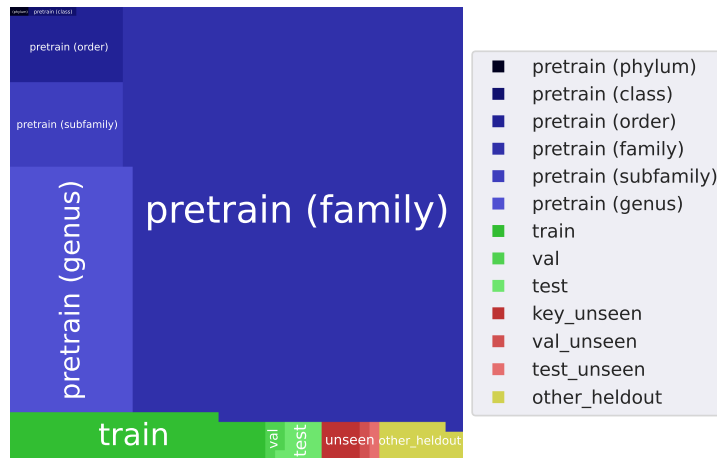 (phylum)
pretrain (class)
pretrain (order)
pretrain (subfamily)
pretrain (genus)
pretrain (family)
train
val
test
unseen
other_heldout
pretrain (phylum)
pretrain (class)
pretrain (order)
pretrain (family)
pretrain (subfamily)
pretrain (genus)
train
val
test
key_unseen
val_unseen
test_unseen
other_heldout